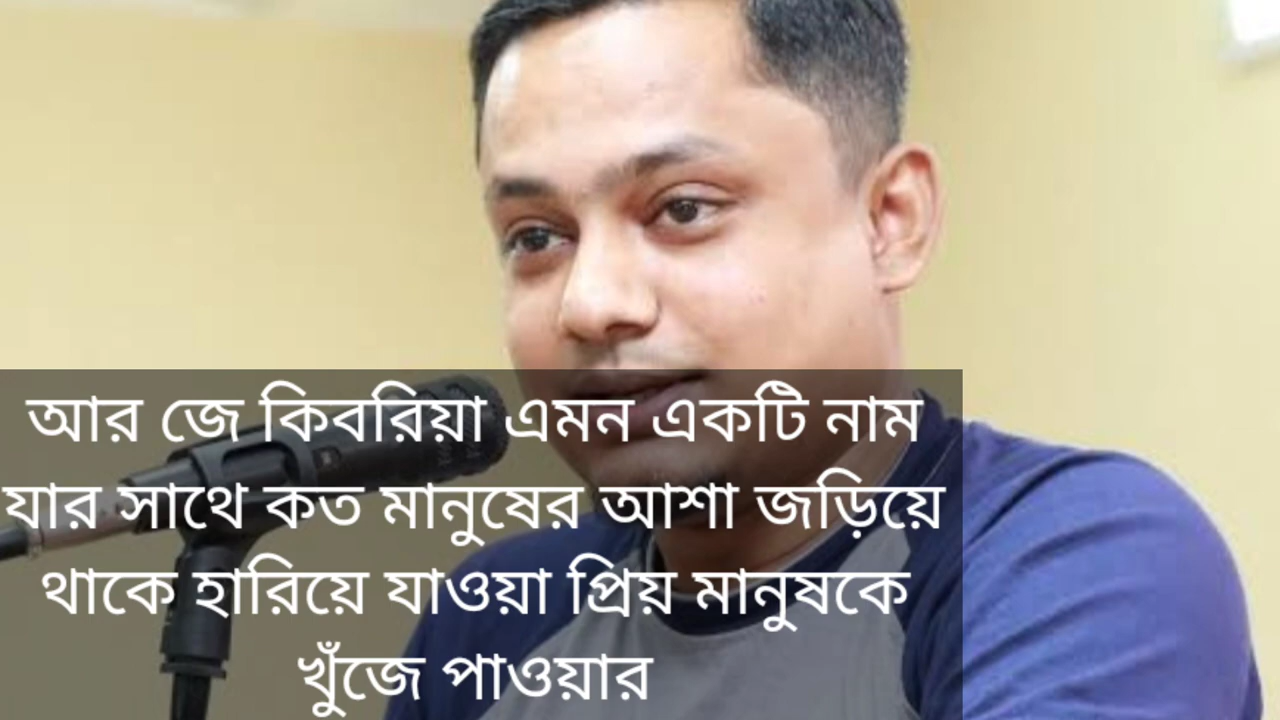 আর জে কিবরিয়া এমন একটি নাম
যার সাথে কত মানুষের আশা জড়িয়ে
থাকে হারিয়ে যাওয়া প্রিয় মানুষকে
খুঁজে পাওয়ার